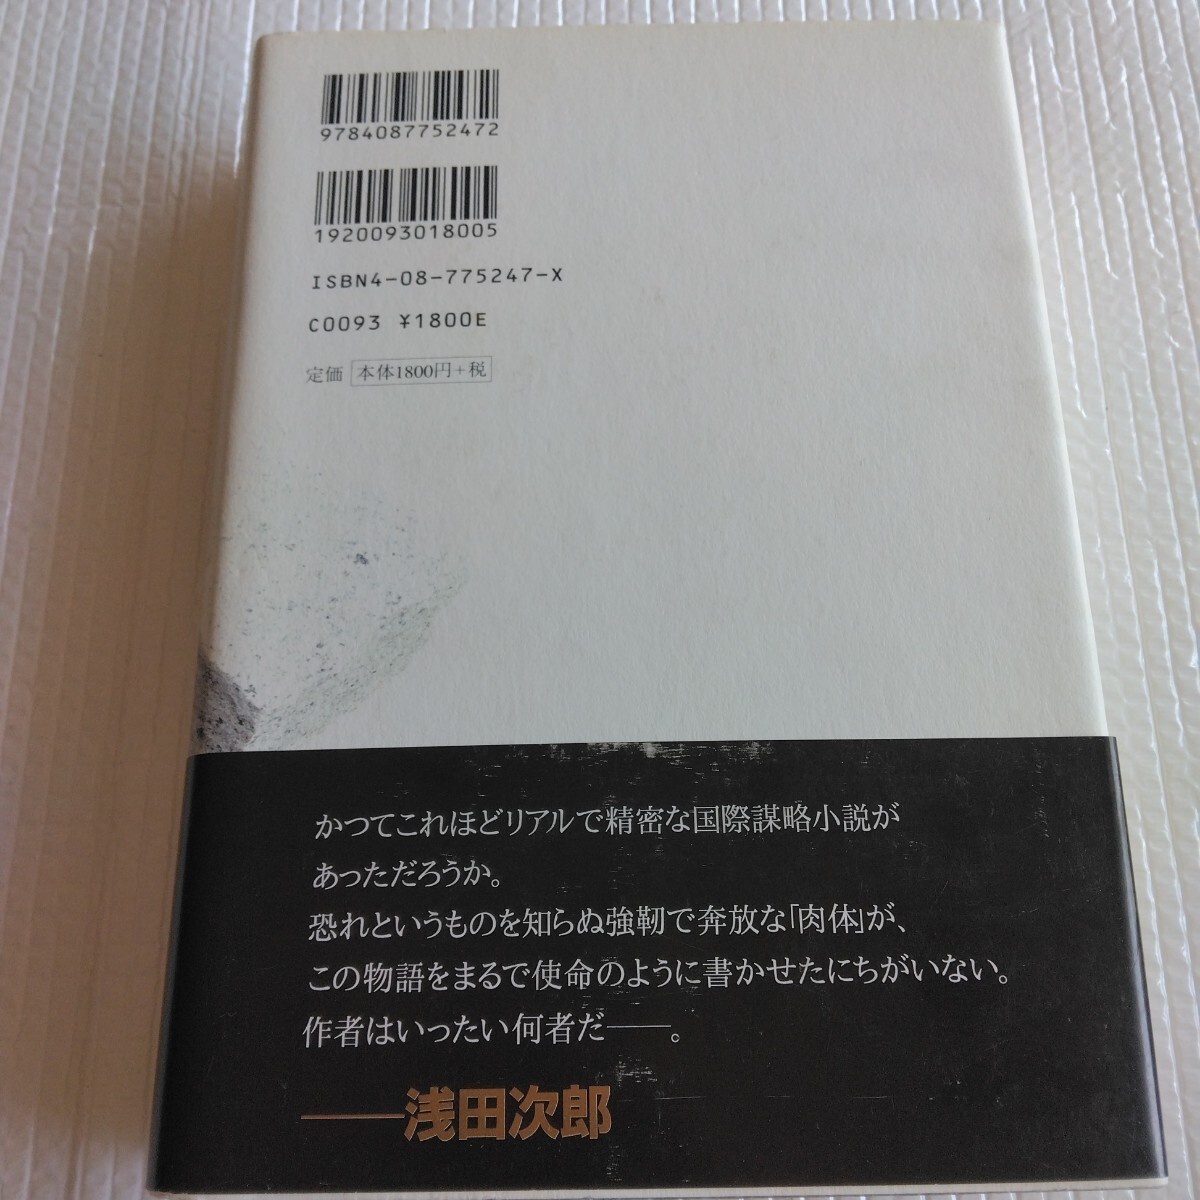 9784087752472
1920093018005
ISBN4-08-775247-X
C0093 ¥1800E
定価 本体1800円+税
かつてこれほどリアルで精密な国際謀略小説が
あっただろうか。
恐れというものを知らぬ強靭で奔放な「肉体」が、
この物語をまるで使命のように書かせたにちがいない。
作者はいったい何者だ――。
――浅田次郎